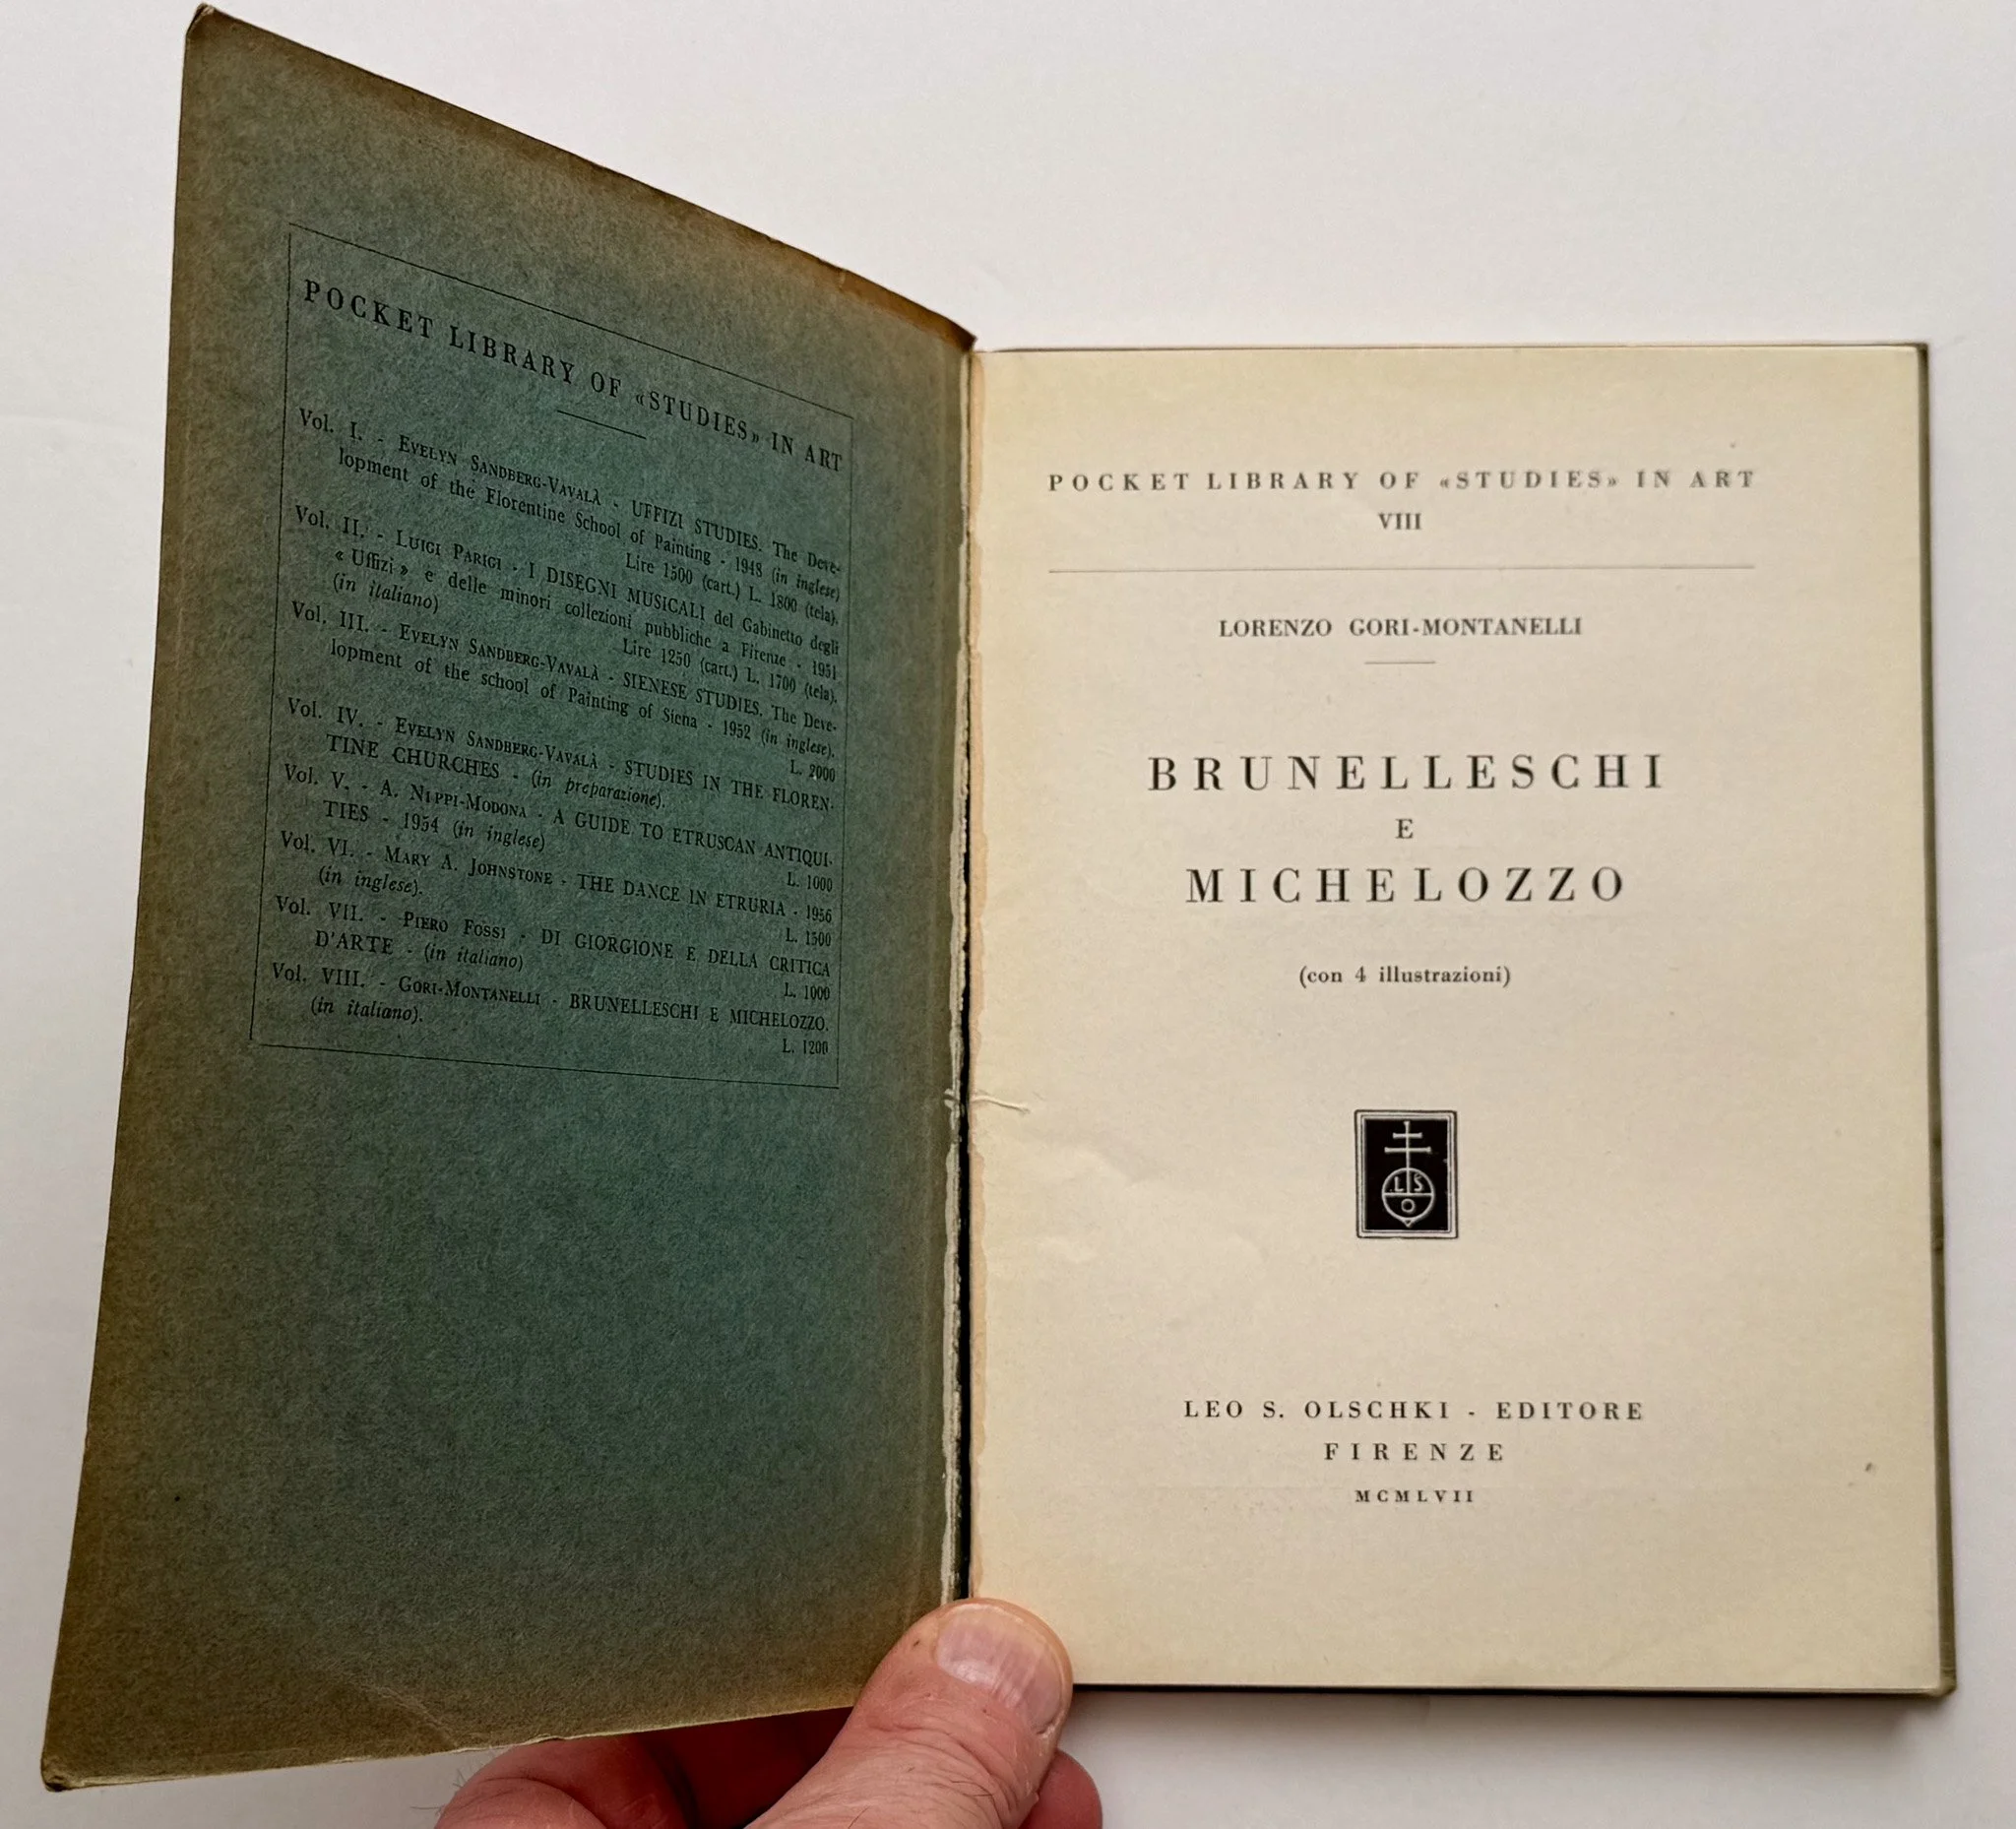 POCKET LIBRARY OF «STUDIES» IN ART
Vol. I. - EVELYN SANDBERG-VAVALÀ - UFFIZI STUDIES. The Deve-
lopment of the Florentine School of Painting - 1948 (in inglese)
Lire 1500 (cart.) L. 1800 (tela).
Vol. II. - LUIGI PARIGI - I DISEGNI MUSICALI del Gabinetto degli
« Uffizi » e delle minori collezioni pubbliche a Firenze - 1951
(in italiano) Lire 1250 (cart.) L. 1700 (tela).
Vol. III. - EVELYN SANDBERG-VAVALÀ - SIENESE STUDIES. The Deve-
lopment of the school of Painting of Siena - 1952 (in inglese).
L. 2000
Vol. IV. - EVELYN SANDBERG-VAVALÀ - STUDIES IN THE FLOREN-
TINE CHURCHES - (in preparazione).
Vol. V. - A. NEPPI-MODONA - A GUIDE TO ETRUSCAN ANTIQUI-
TIES - 1954 (in inglese) L. 1000
Vol. VI. - MARY A. JOHNSTONE - THE DANCE IN ETRURIA - 1956
(in inglese). L. 1500
Vol. VII. - PIERO FOSSI - DI GIORGIONE E DELLA CRITICA
D'ARTE - (in italiano) L. 1000
Vol. VIII. - GORI-MONTANELLI - BRUNELLESCHI E MICHELOZZO.
(in italiano). L. 1200
POCKET LIBRARY OF «STUDIES» IN ART
VIII
LORENZO GORI-MONTANELLI
BRUNELLESCHI
E
MICHELOZZO
(con 4 illustrazioni)
LS
O
LEO S. OLSCHKI - EDITORE
FIRENZE
MCMLVII